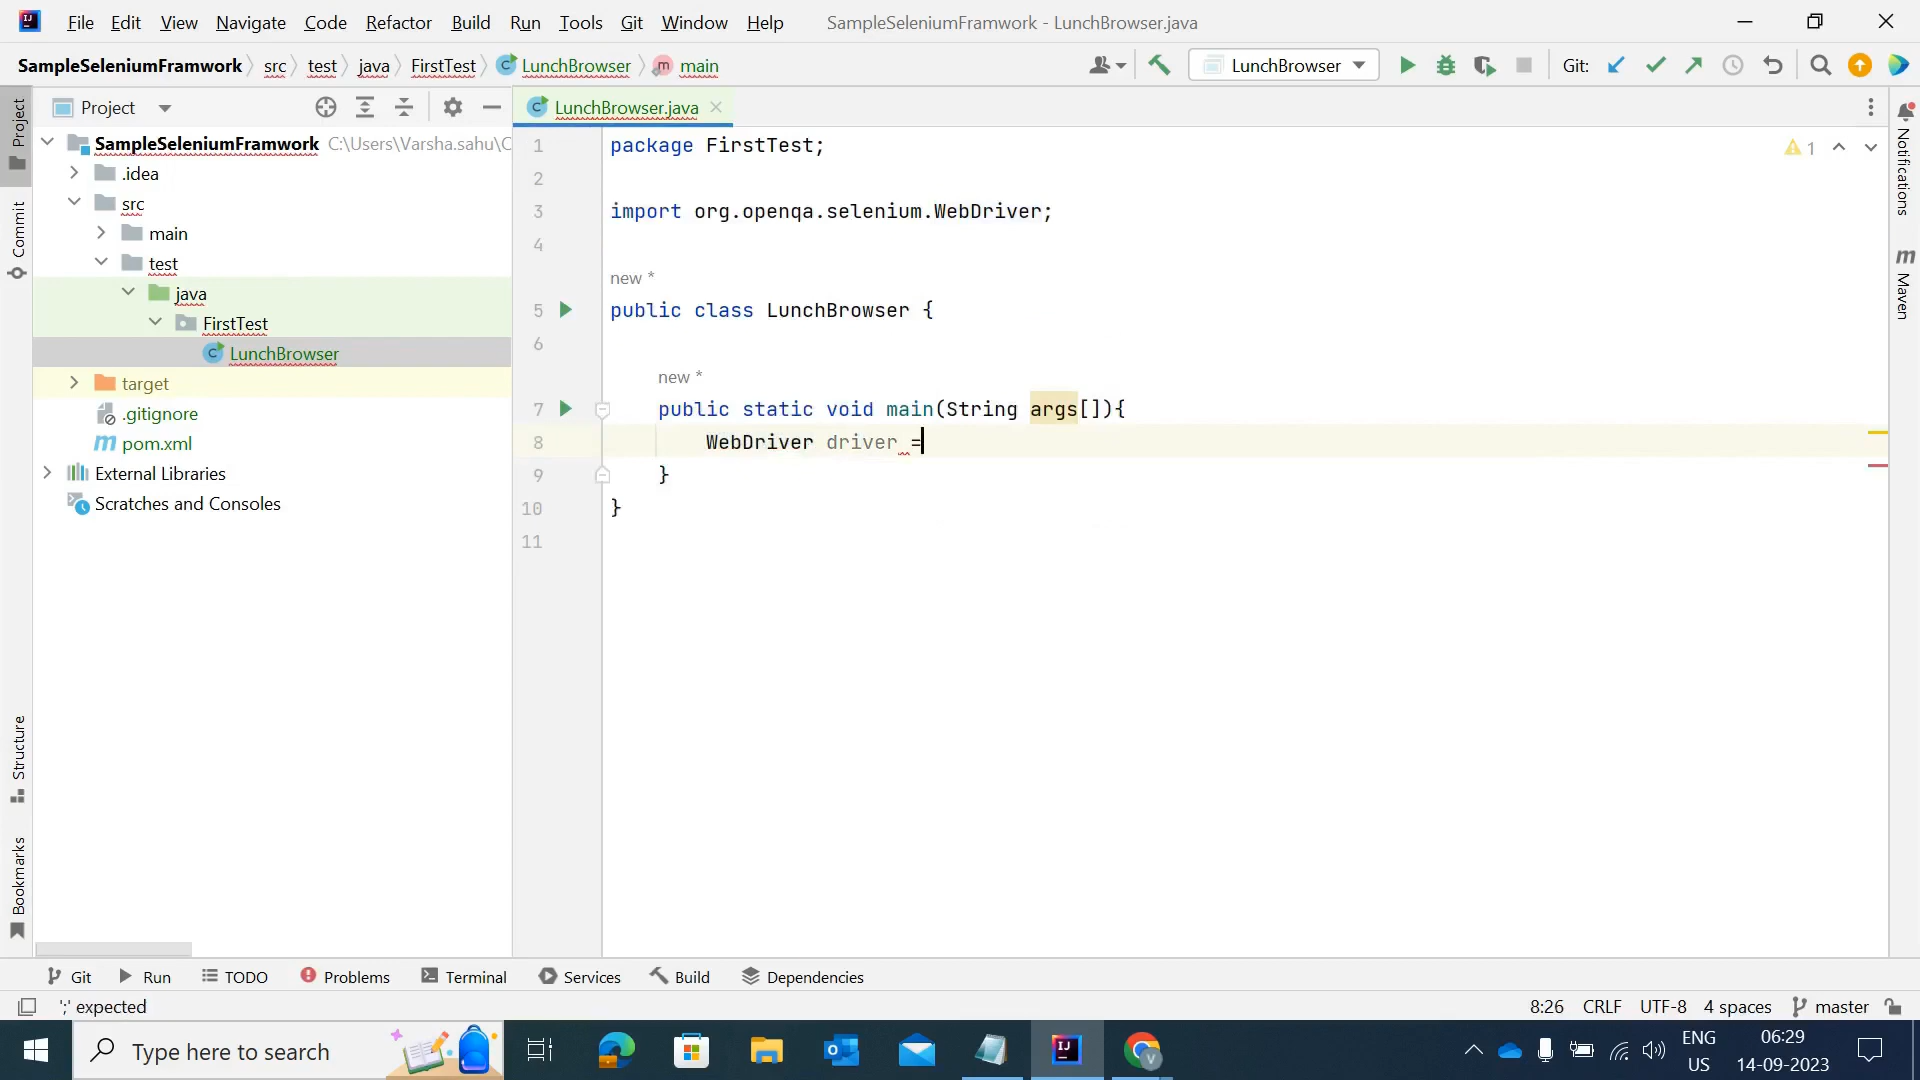 File Edit View Navigate Code Refactor Build Run Tools Git Window Help SampleSeleniumFramwork - LunchBrowser.java
SampleSeleniumFramwork src test java FirstTest LunchBrowser main LunchBrowser Git:
Project
LunchBrowser.java
Project
Commit
Structure
Bookmarks
SampleSeleniumFramwork C:\Users\Varsha.sahu\C
.idea
src
main
test
java
FirstTest
LunchBrowser
target
.gitignore
pom.xml
External Libraries
Scratches and Consoles
1 package FirstTest;
2
3 import org.openqa.selenium.WebDriver;
4
new *
5 public class LunchBrowser {
6
new *
7 public static void main(String args[]){
8 WebDriver driver =
9 }
10 }
11
1
Notifications
Maven
Git Run TODO Problems Terminal Services Build Dependencies
';' expected 8:26 CRLF UTF-8 4 spaces master
Type here to search
ENG
US
06:29
14-09-2023